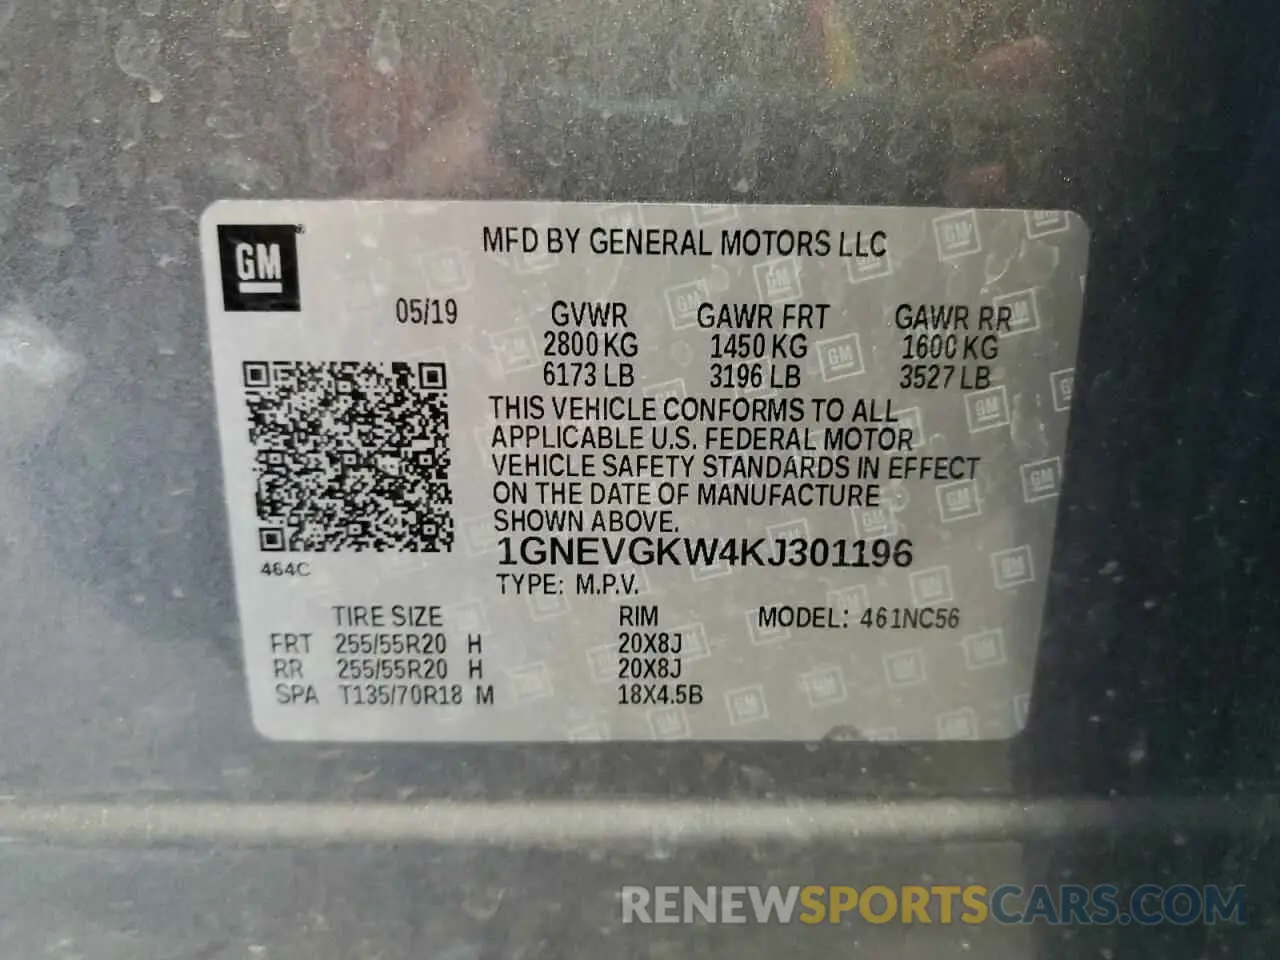 GM
MFD BY GENERAL MOTORS LLC
05/19 GVWR GAWR FRT GAWR RR
2800 KG 1450 KG 1600 KG
6173 LB 3196 LB 3527 LB
THIS VEHICLE CONFORMS TO ALL
APPLICABLE U.S. FEDERAL MOTOR
VEHICLE SAFETY STANDARDS IN EFFECT
ON THE DATE OF MANUFACTURE
SHOWN ABOVE.
1GNEVGKW4KJ301196
464C
TYPE: M.P.V.
TIRE SIZE RIM MODEL: 461NC56
FRT 255/55R20 H 20X8J
RR 255/55R20 H 20X8J
SPA T135/70R18 M 18X4.5B
RENEWSPORTSCARS.COM